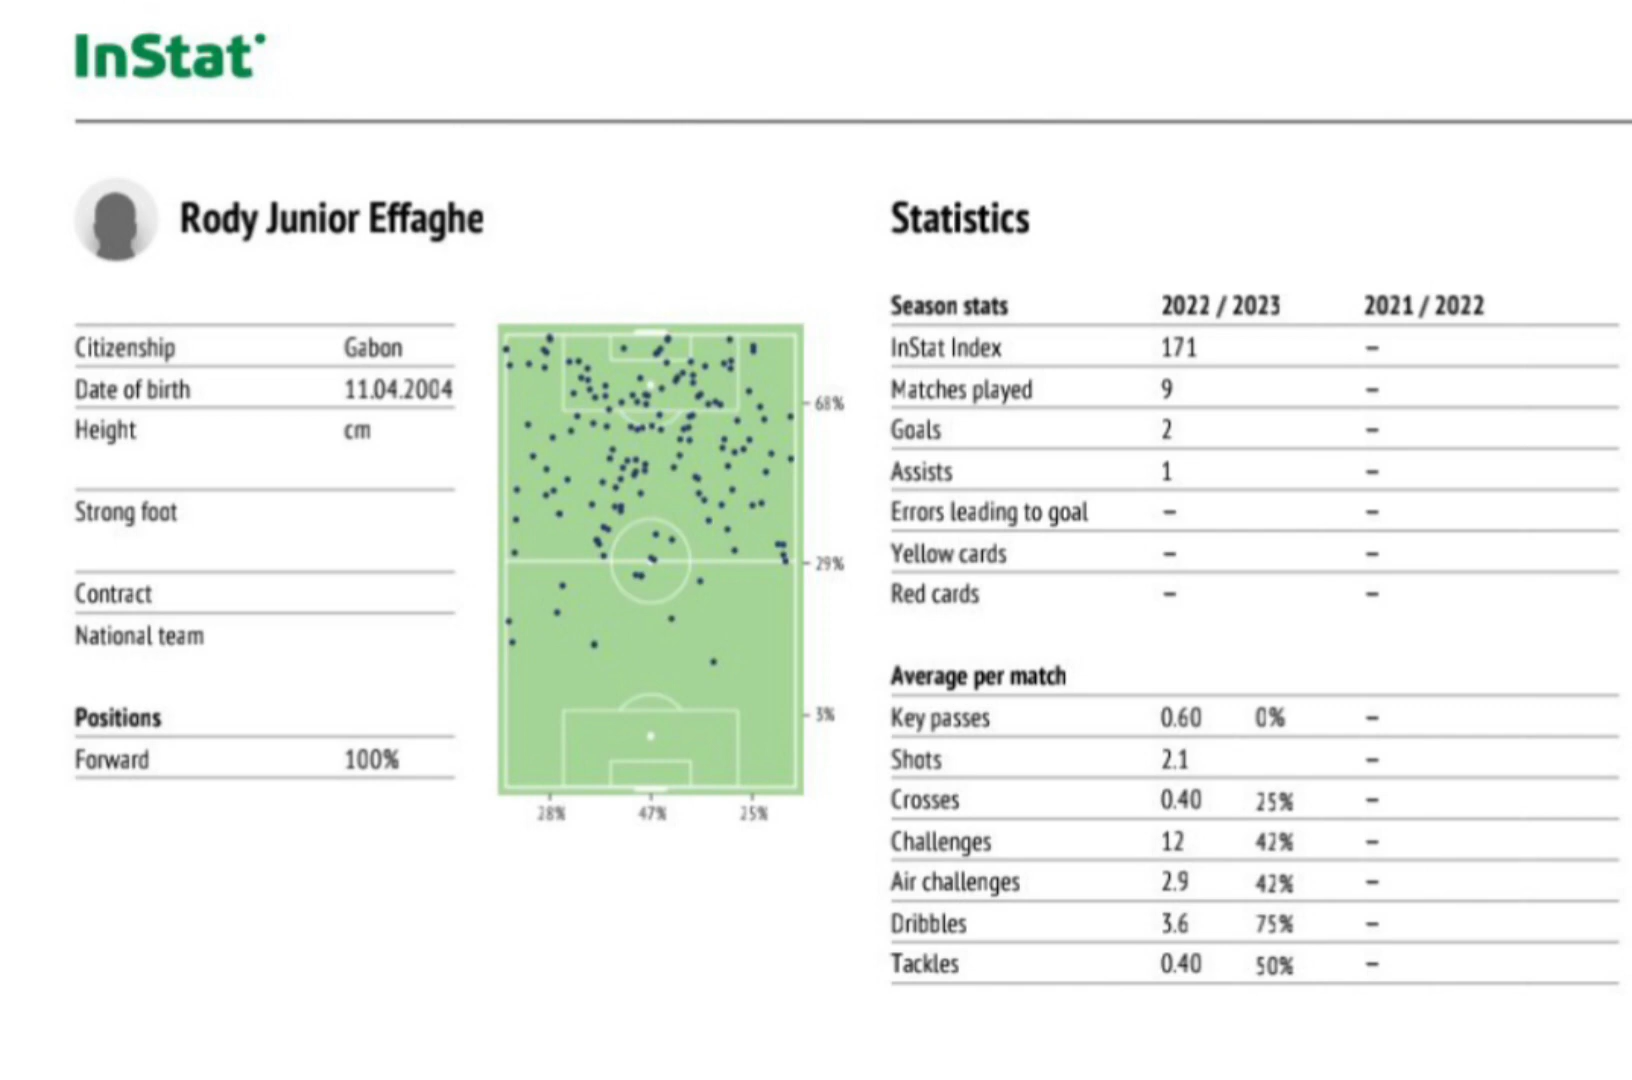 InStat
Rody Junior Effaghe
Citizenship Gabon
Date of birth 11.04.2004
Height cm
Strong foot
Contract
National team
Positions
Forward 100%
68%
29%
3%
28% 47% 25%
Statistics
Season stats 2022 / 2023 2021 / 2022
InStat Index 171 –
Matches played 9 –
Goals 2 –
Assists 1 –
Errors leading to goal – –
Yellow cards – –
Red cards – –
Average per match
Key passes 0.60 0% –
Shots 2.1 –
Crosses 0.40 25% –
Challenges 12 42% –
Air challenges 2.9 42% –
Dribbles 3.6 75% –
Tackles 0.40 50% –